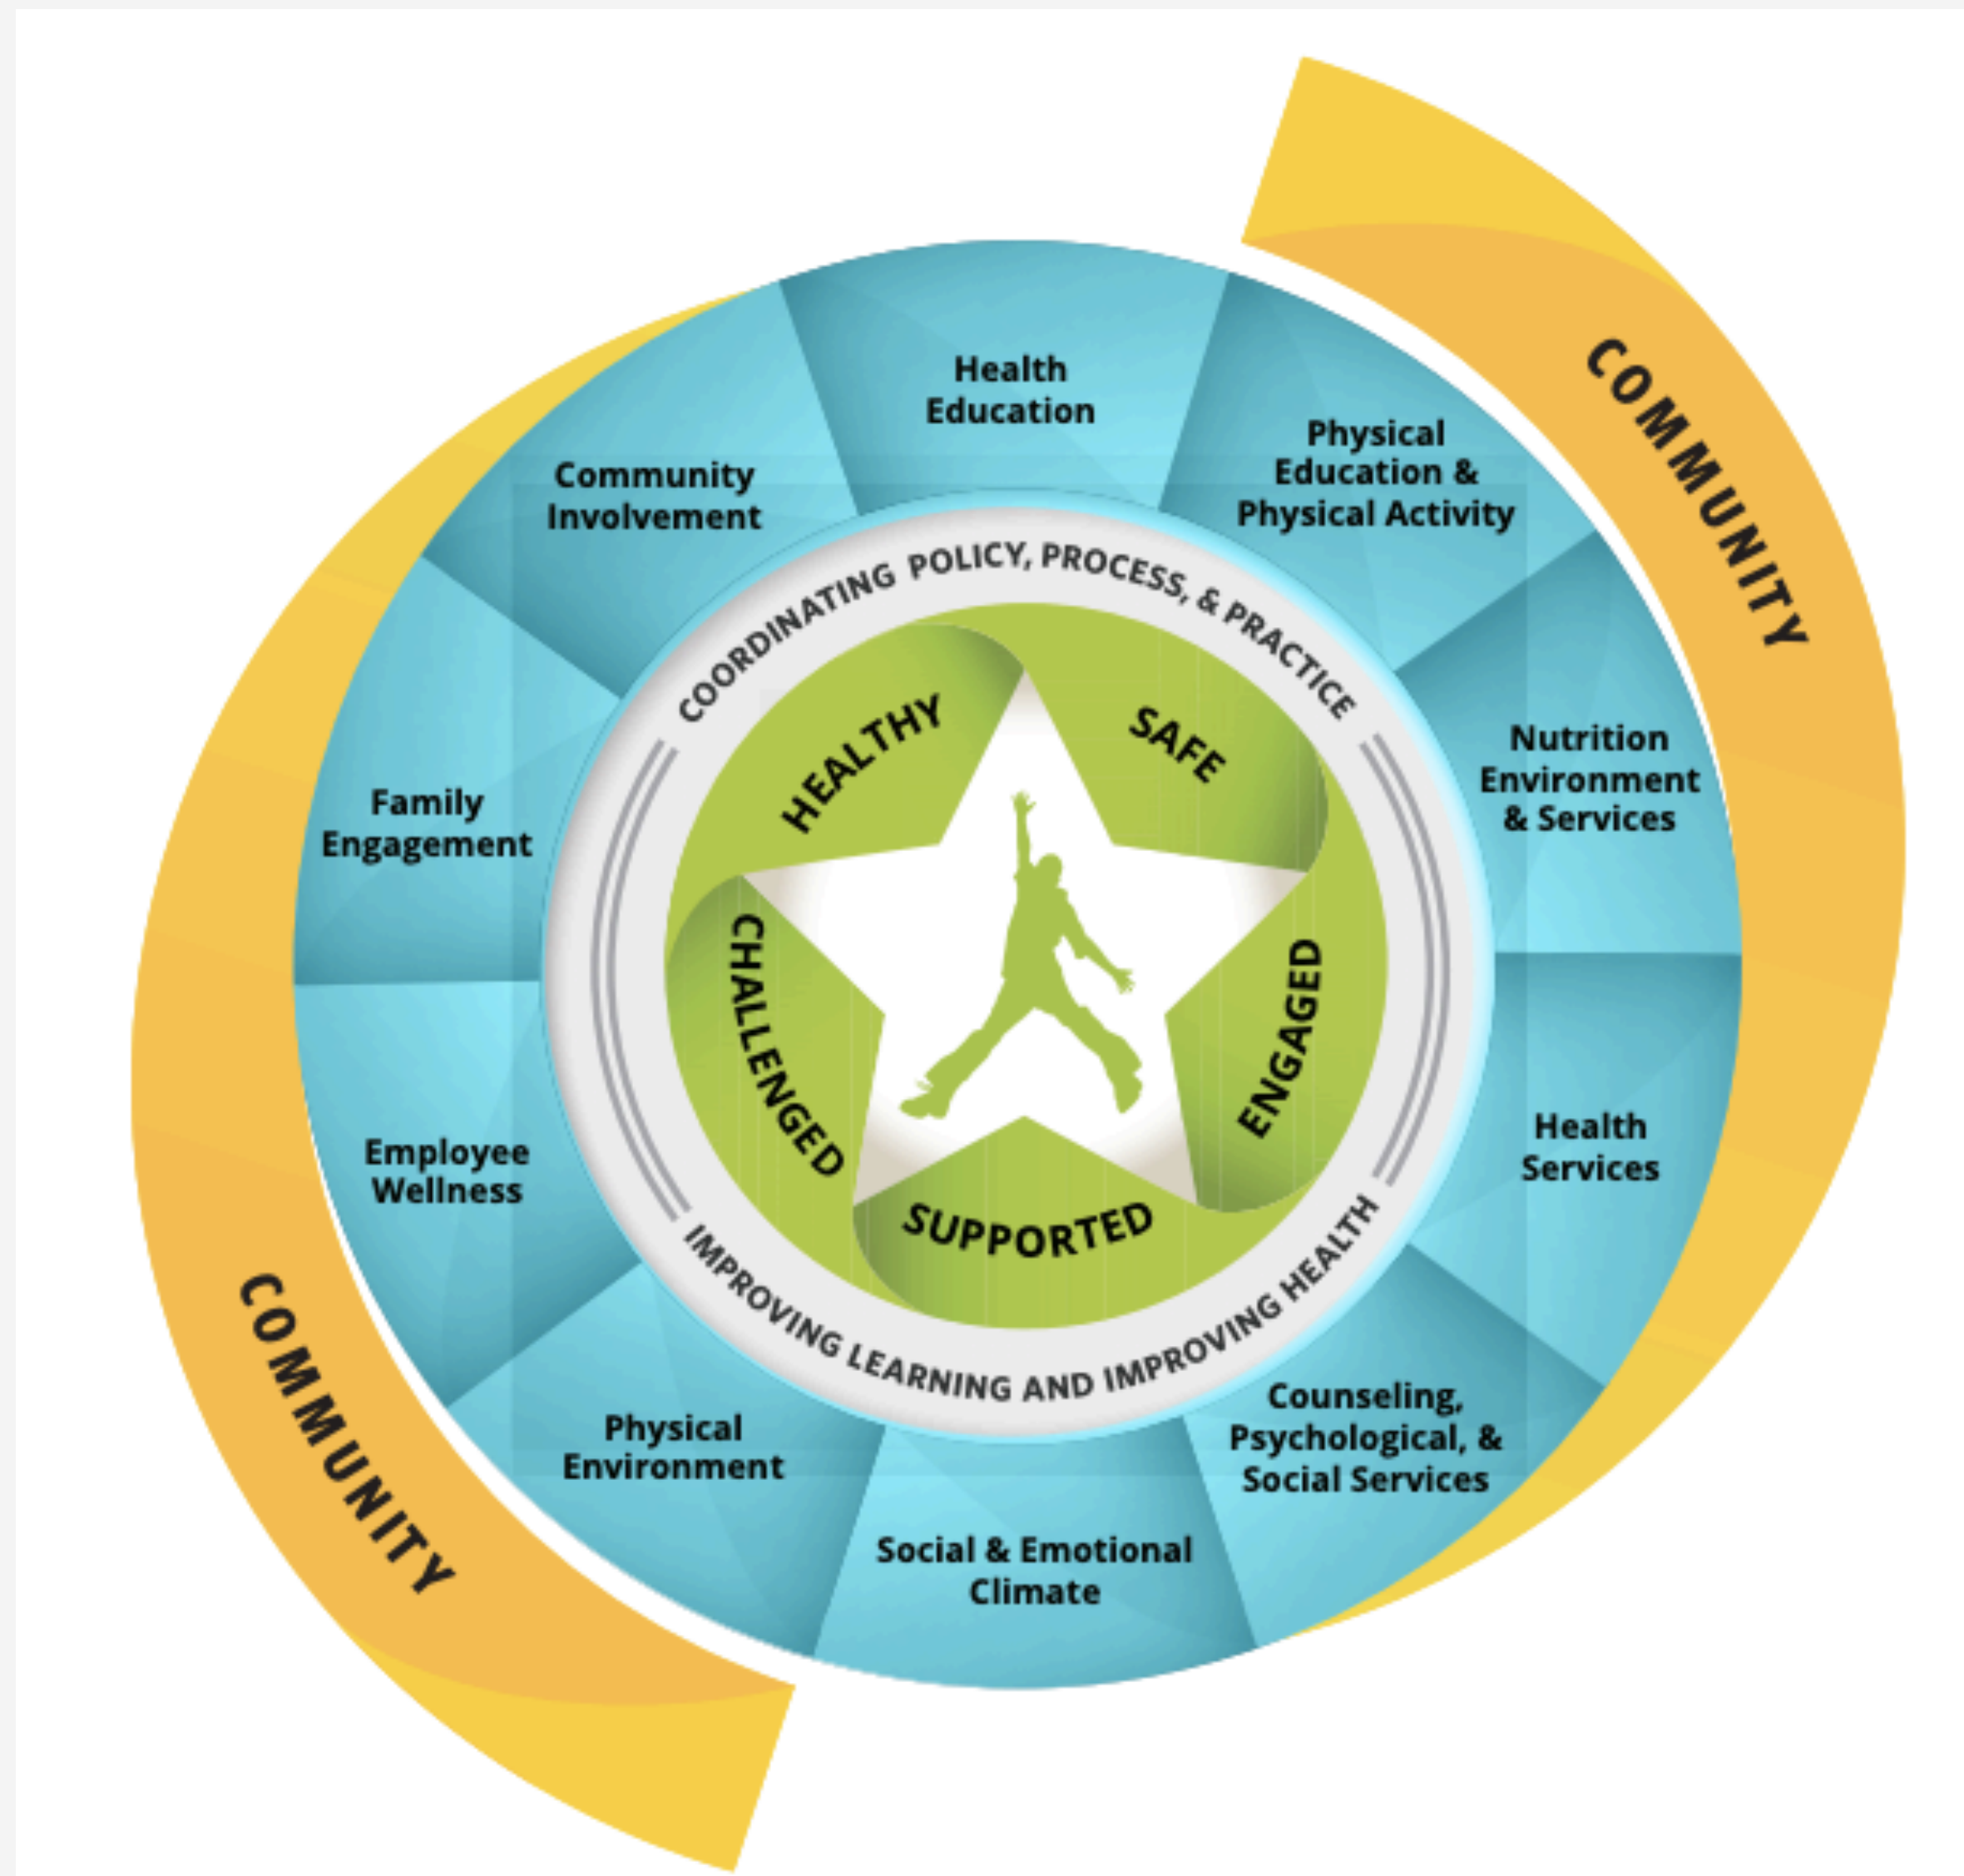 COMMUNITY
Health
Education
Physical
Education &
Physical Activity
Nutrition
Environment
& Services
Health
Services
Counseling,
Psychological, &
Social Services
Social & Emotional
Climate
Physical
Environment
Employee
Wellness
Family
Engagement
Community
Involvement
COORDINATING POLICY, PROCESS, & PRACTICE
IMPROVING LEARNING AND IMPROVING HEALTH
HEALTHY
SAFE
ENGAGED
SUPPORTED
CHALLENGED
COMMUNITY